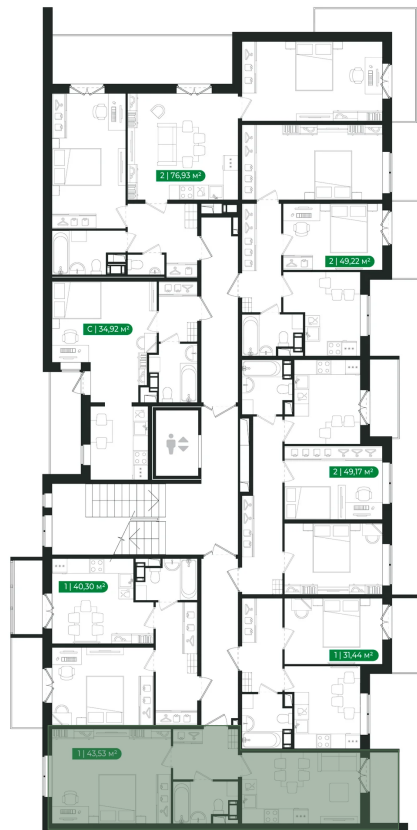 2 | 76,93 м²
2 | 49,22 м²
С | 34,92 м²
2 | 49,17 м²
1 | 40,30 м²
1 | 31,44 м²
1 | 43,53 м²